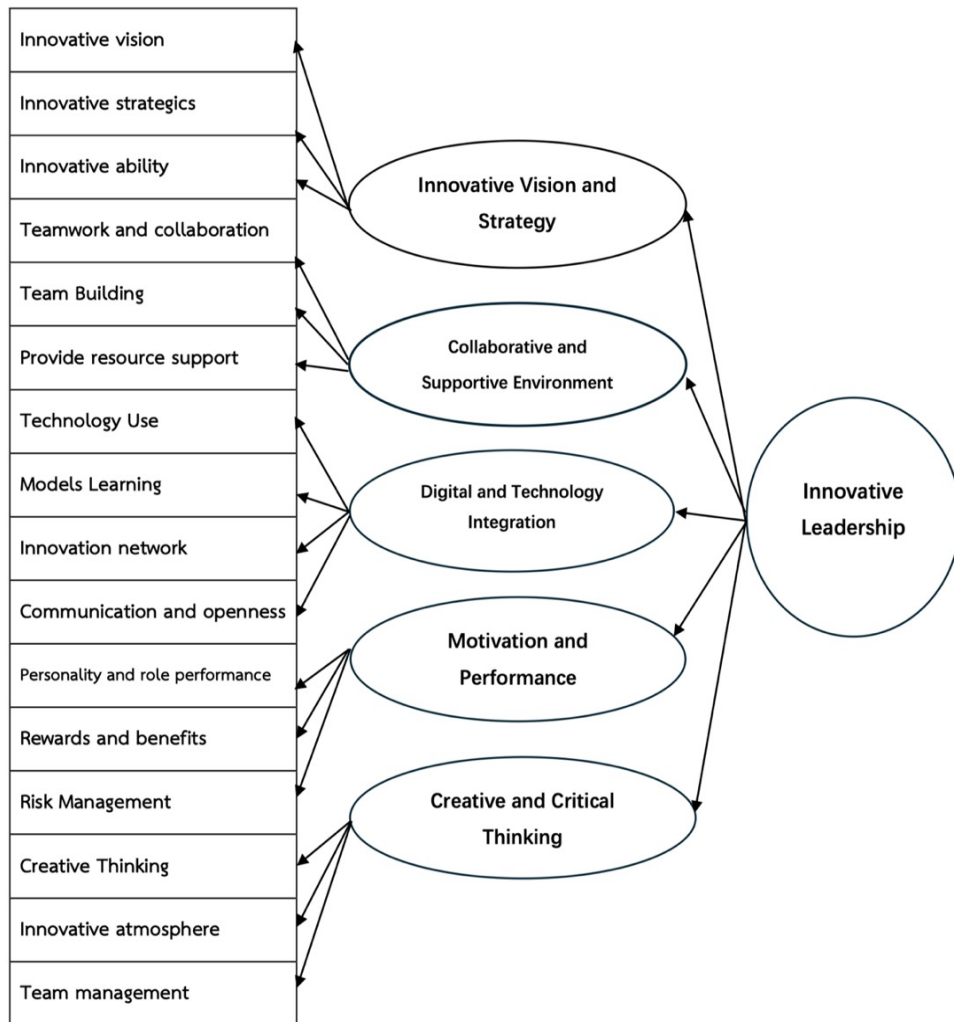 Innovative vision
Innovative strategics
Innovative ability
Teamwork and collaboration
Team Building
Provide resource support
Technology Use
Models Learning
Innovation network
Communication and openness
Personality and role performance
Rewards and benefits
Risk Management
Creative Thinking
Innovative atmosphere
Team management
Innovative Vision and
Strategy
Collaborative and
Supportive Environment
Digital and Technology
Integration
Motivation and
Performance
Creative and Critical
Thinking
Innovative
Leadership